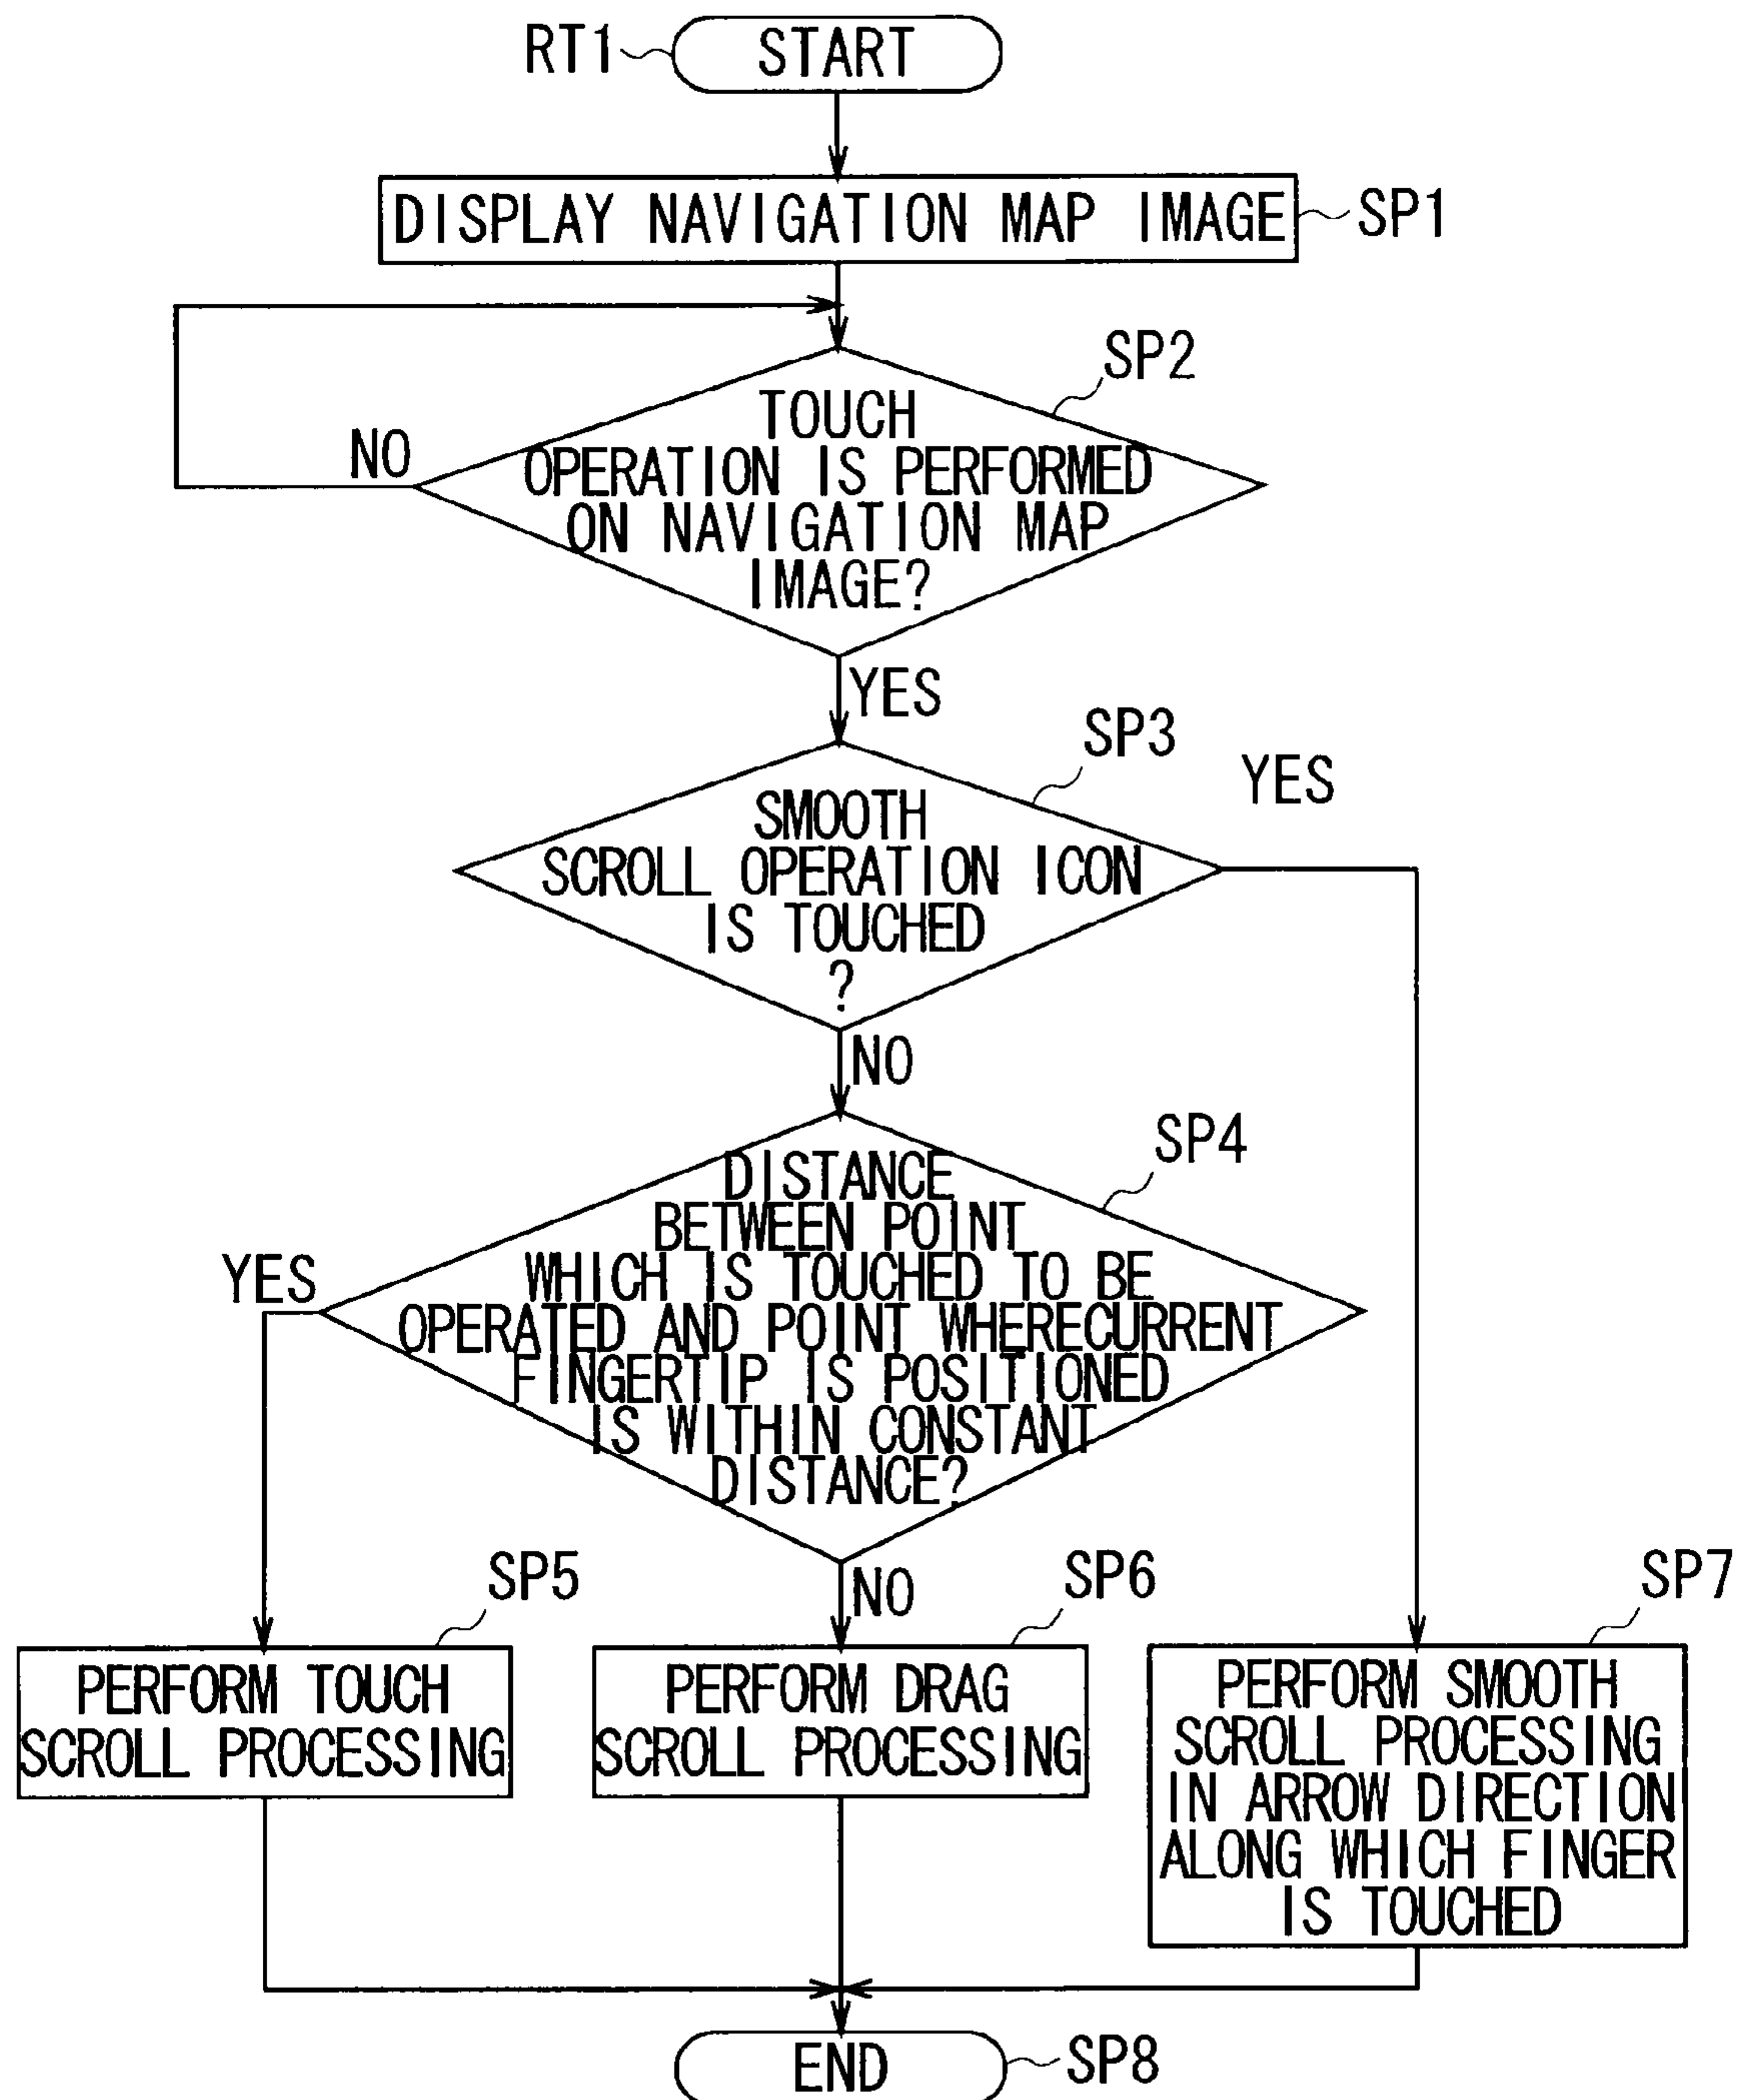 RT1
START
DISPLAY NAVIGATION MAP IMAGE
SP1
SP2
TOUCH
OPERATION IS PERFORMED
ON NAVIGATION MAP
IMAGE?
NO
YES
SP3
SMOOTH
SCROLL OPERATION ICON
IS TOUCHED
?
YES
NO
SP4
DISTANCE
BETWEEN POINT
WHICH IS TOUCHED TO BE
OPERATED AND POINT WHERECURRENT
FINGERTIP IS POSITIONED
IS WITHIN CONSTANT
DISTANCE?
YES
NO
SP5
PERFORM TOUCH
SCROLL PROCESSING
SP6
PERFORM DRAG
SCROLL PROCESSING
SP7
PERFORM SMOOTH
SCROLL PROCESSING
IN ARROW DIRECTION
ALONG WHICH FINGER
IS TOUCHED
END
SP8